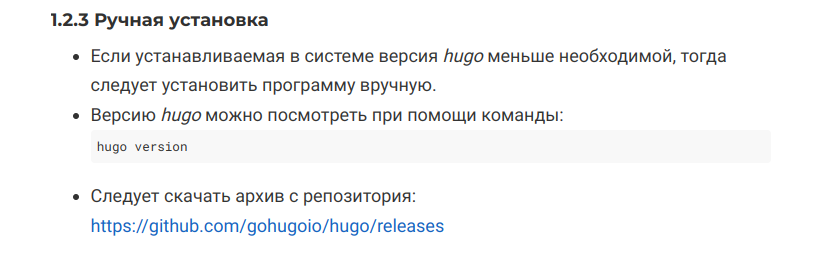 1.2.3 Ручная установка
• Если устанавливаемая в системе версия hugo меньше необходимой, тогда
следует установить программу вручную.
• Версию hugo можно посмотреть при помощи команды:
hugo version
• Следует скачать архив с репозитория:
https://github.com/gohugoio/hugo/releases